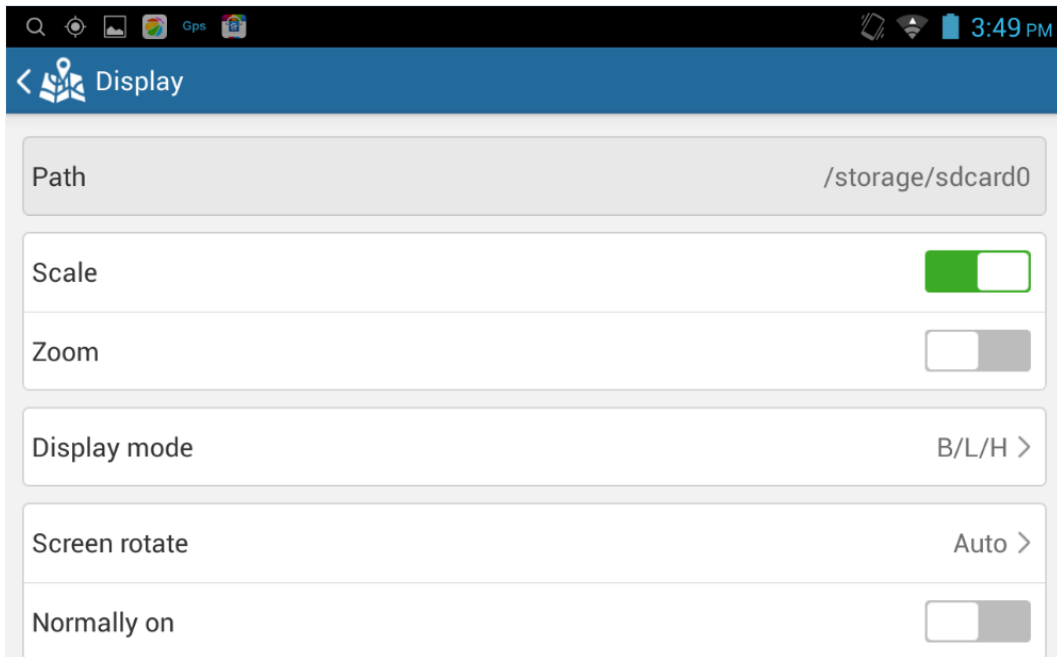 Gps 3:49 PM
Display
Path /storage/sdcard0
Scale
Zoom
Display mode B/L/H
Screen rotate Auto
Normally on